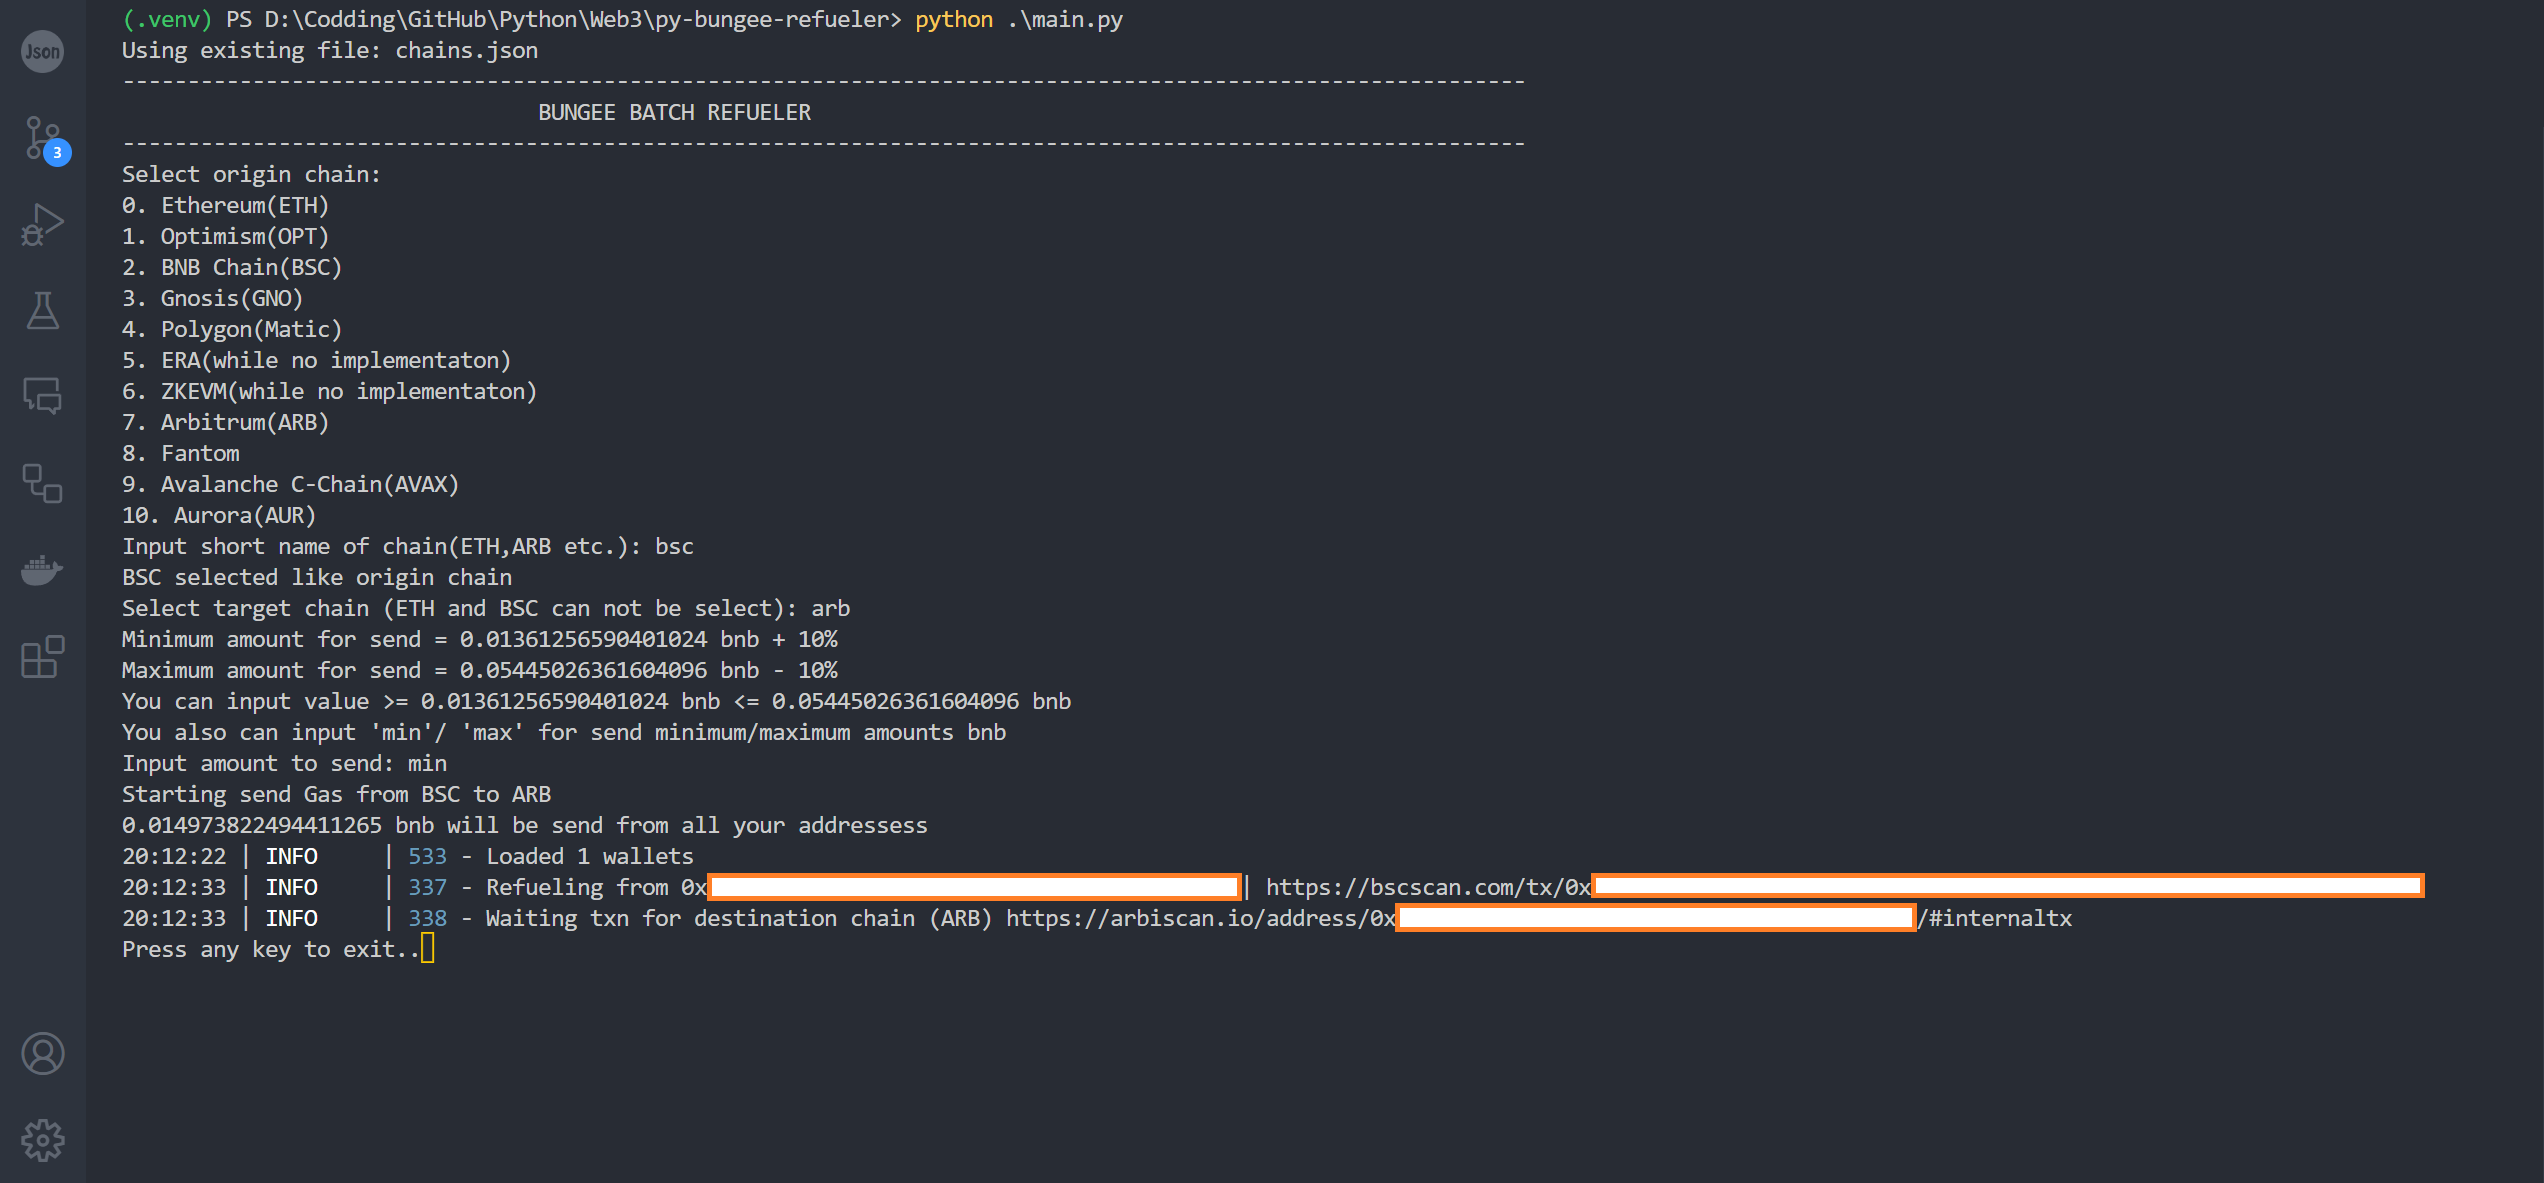 (.venv) PS D:\Codding\GitHub\Python\Web3\py-bungee-refueler> python .\main.py
Using existing file: chains.json
------------------------------------------------------------------------------------------------------------
BUNGEE BATCH REFUELER
------------------------------------------------------------------------------------------------------------
Select origin chain:
0. Ethereum(ETH)
1. Optimism(OPT)
2. BNB Chain(BSC)
3. Gnosis(GNO)
4. Polygon(Matic)
5. ERA(while no implementaton)
6. ZKEVM(while no implementaton)
7. Arbitrum(ARB)
8. Fantom
9. Avalanche C-Chain(AVAX)
10. Aurora(AUR)
Input short name of chain(ETH,ARB etc.): bsc
BSC selected like origin chain
Select target chain (ETH and BSC can not be select): arb
Minimum amount for send = 0.01361256590401024 bnb + 10%
Maximum amount for send = 0.05445026361604096 bnb - 10%
You can input value >= 0.01361256590401024 bnb <= 0.05445026361604096 bnb
You also can input 'min'/ 'max' for send minimum/maximum amounts bnb
Input amount to send: min
Starting send Gas from BSC to ARB
0.014973822494411265 bnb will be send from all your addressess
20:12:22 | INFO     | 533 - Loaded 1 wallets
20:12:33 | INFO     | 337 - Refueling from 0x | https://bscscan.com/tx/0x
20:12:33 | INFO     | 338 - Waiting txn for destination chain (ARB) https://arbiscan.io/address/0x /#internaltx
Press any key to exit..
Json
3